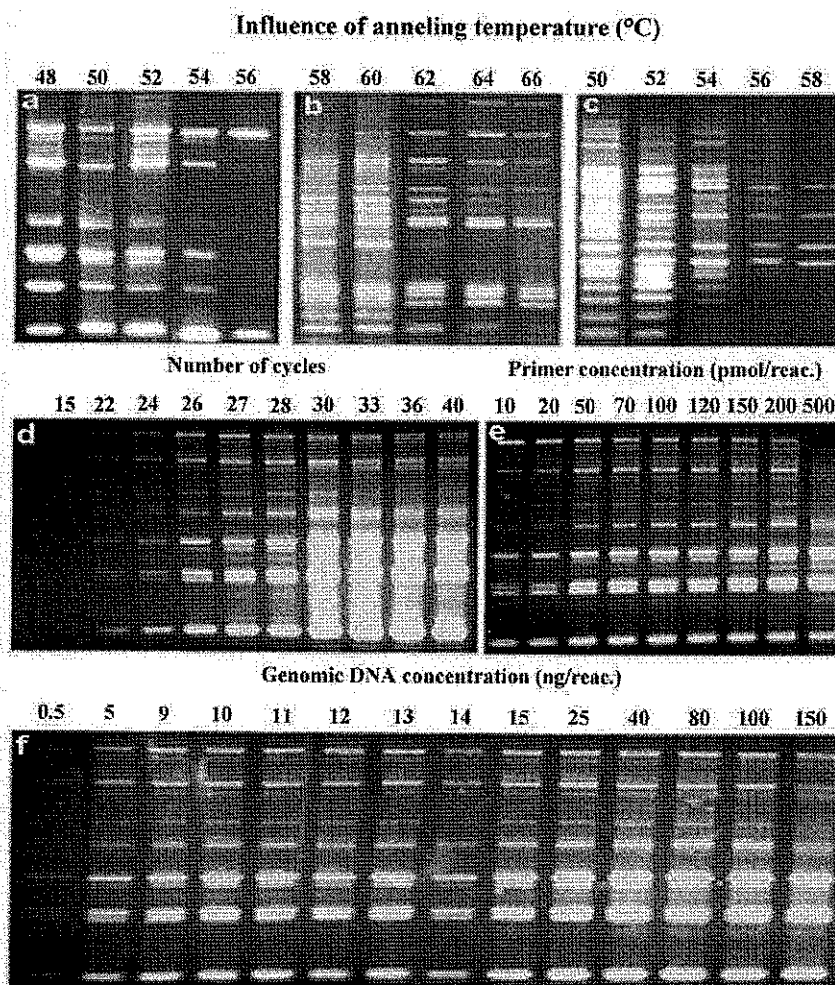 Influence of anneling temperature (°C)
48 50 52 54 56 58 60 62 64 66 50 52 54 56 58
a b c
Number of cycles Primer concentration (pmol/reac.)
15 22 24 26 27 28 30 33 36 40 10 20 50 70 100 120 150 200 500
d e
Genomic DNA concentration (ng/reac.)
0.5 5 9 10 11 12 13 14 15 25 40 80 100 150
f